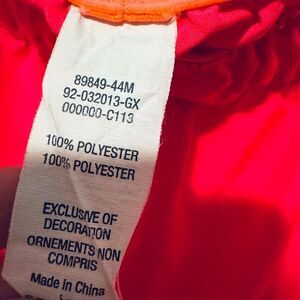 89849-44M
92-032013-GX
000000-C113
100% POLYESTER
100% POLYESTER
EXCLUSIVE OF
DECORATION
ORNEMENTS NON
COMPRIS
Made in China